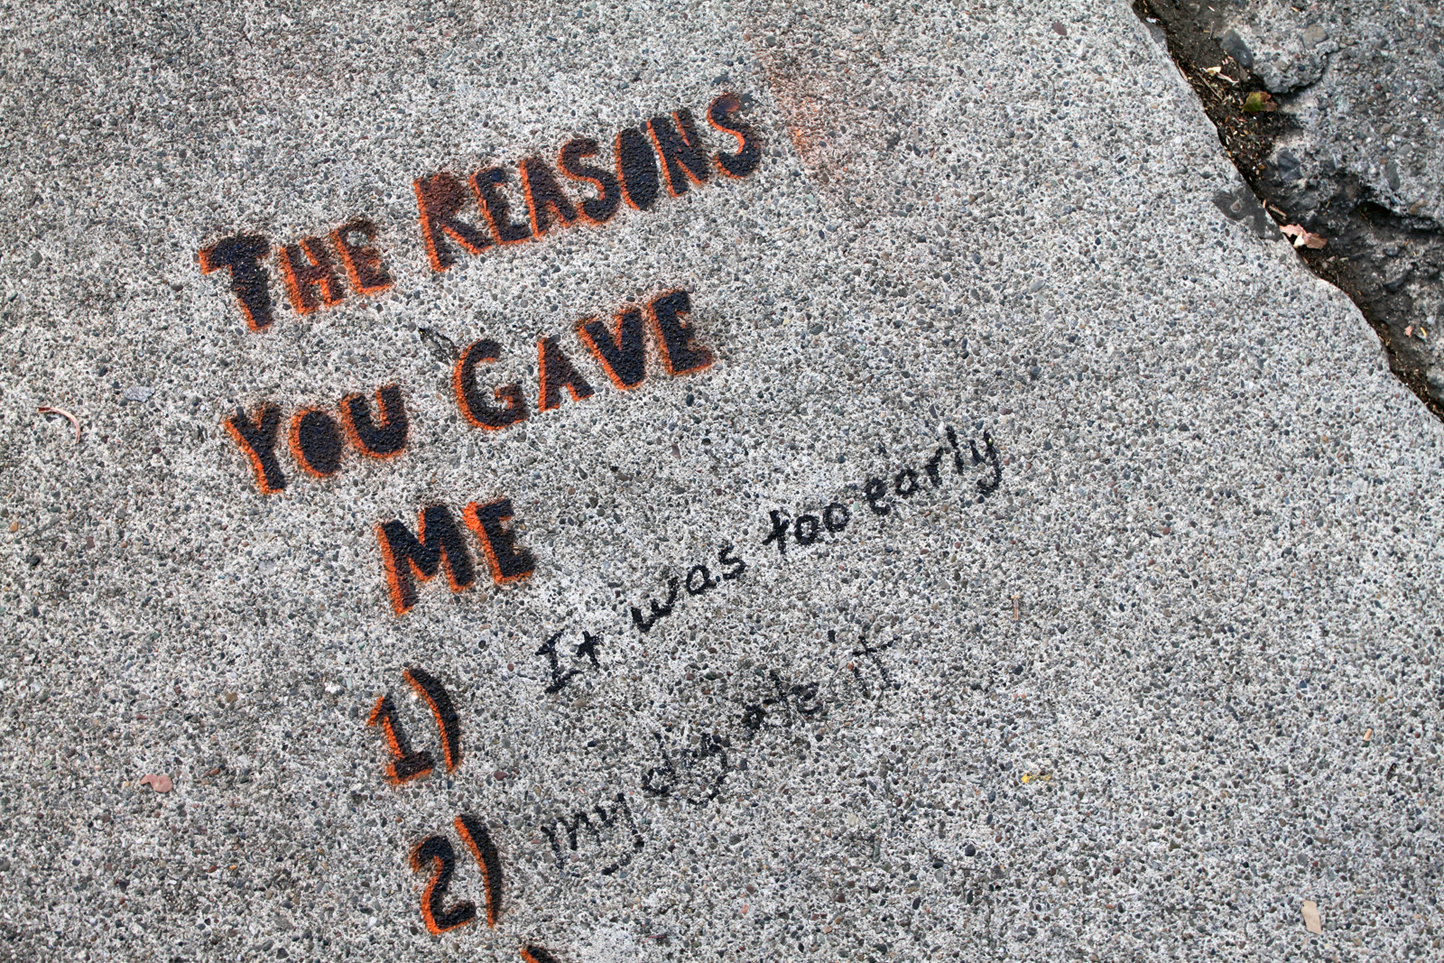 THE REASONS
YOU GAVE
ME
1) It was too early
2) my dog ate it